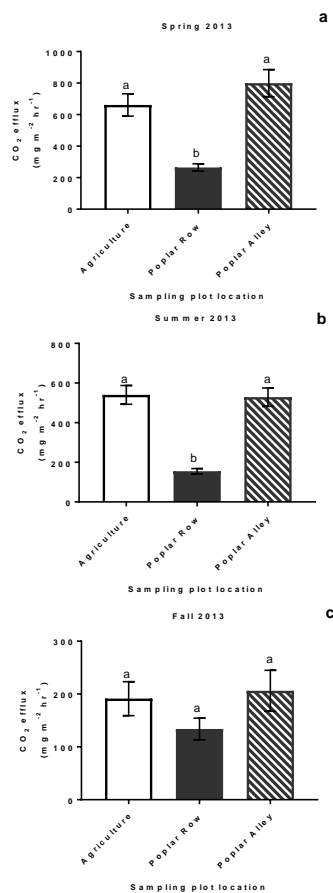 a
Spring 2013
1000
800
600
400
200
0
CO2 efflux
(mg m-2 hr-1)
a
b
a
Agriculture
Poplar Row
Poplar Alley
Sampling plot location
b
Summer 2013
800
600
400
200
0
CO2 efflux
(mg m-2 hr-1)
a
b
a
Agriculture
Poplar Row
Poplar Alley
Sampling plot location
c
Fall 2013
300
200
100
0
CO2 efflux
(mg m-2 hr-1)
a
a
a
Agriculture
Poplar Row
Poplar Alley
Sampling plot location